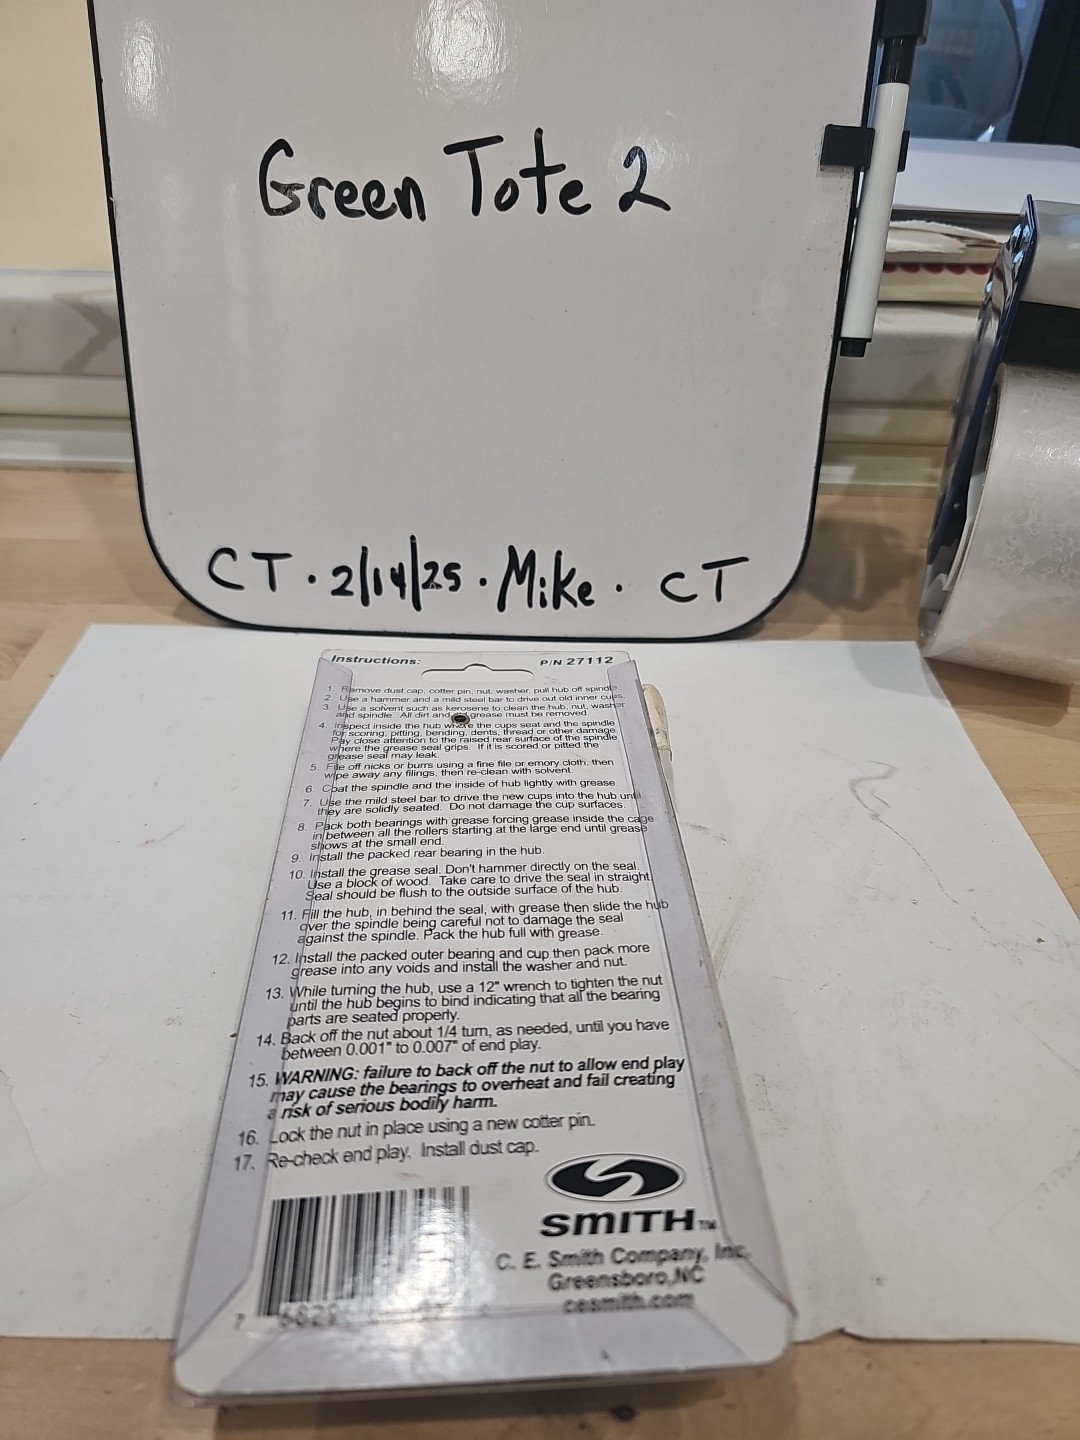 Green Tote 2
CT . 2/14/25 . Mike . CT
Instructions: P/N 27112
1. Remove dust cap, cotter pin, nut, washer, pull hub off spindle.
2. Use a hammer and a mild steel bar to drive out old inner cups.
3. Use a solvent such as kerosene to clean the hub, nut, washer
and spindle. All dirt and grease must be removed
4. Inspect inside the hub where the cups seat and the spindle
for scoring, pitting, bending, dents, thread or other damage.
Pay close attention to the raised rear surface of the spindle
where the grease seal grips. If it is scored or pitted the
grease seal may leak.
5. File off nicks or burrs using a fine file or emory cloth, then
wipe away any filings, then re-clean with solvent.
6. Coat the spindle and the inside of hub lightly with grease.
7. Use the mild steel bar to drive the new cups into the hub until
they are solidly seated. Do not damage the cup surfaces.
8. Pack both bearings with grease forcing grease inside the cage
in between all the rollers starting at the large end until grease
shows at the small end.
9. Install the packed rear bearing in the hub.
10. Install the grease seal. Don't hammer directly on the seal.
Use a block of wood. Take care to drive the seal in straight.
Seal should be flush to the outside surface of the hub.
11. Fill the hub, in behind the seal, with grease then slide the hub
over the spindle being careful not to damage the seal
against the spindle. Pack the hub full with grease.
12. Install the packed outer bearing and cup then pack more
grease into any voids and install the washer and nut.
13. While turning the hub, use a 12" wrench to tighten the nut
until the hub begins to bind indicating that all the bearing
parts are seated properly.
14. Back off the nut about 1/4 turn, as needed, until you have
between 0.001" to 0.007" of end play.
15. WARNING: failure to back off the nut to allow end play
may cause the bearings to overheat and fail creating
a risk of serious bodily harm.
16. Lock the nut in place using a new cotter pin.
17. Re-check end play. Install dust cap.
SMITH™
C. E. Smith Company, Inc.
Greensboro, NC
cesmith.com
7